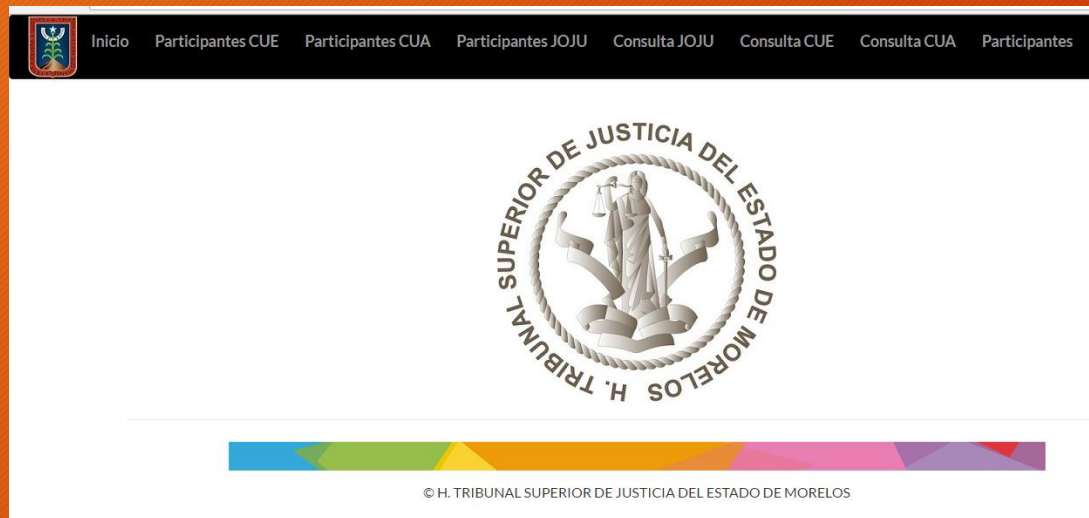 Inicio Participantes CUE Participantes CUA Participantes JOJU Consulta JOJU Consulta CUE Consulta CUA Participantes
H. TRIBUNAL SUPERIOR DE JUSTICIA DEL ESTADO DE MORELOS
© H. TRIBUNAL SUPERIOR DE JUSTICIA DEL ESTADO DE MORELOS